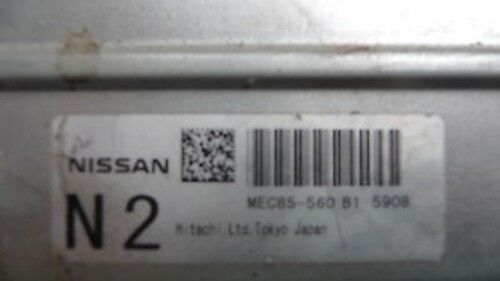 NISSAN
MEC85-560 B1 5908
N2
Hitachi,Ltd.Tokyo Japan